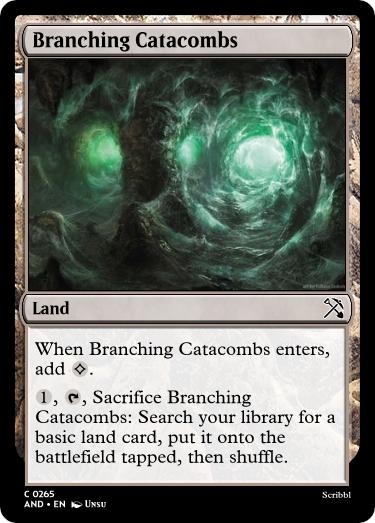 Branching Catacombs
Land
When Branching Catacombs enters,
add ◇.
1, T, Sacrifice Branching
Catacombs: Search your library for a
basic land card, put it onto the
battlefield tapped, then shuffle.
C 0265
Scribbl
AND • EN Unsu